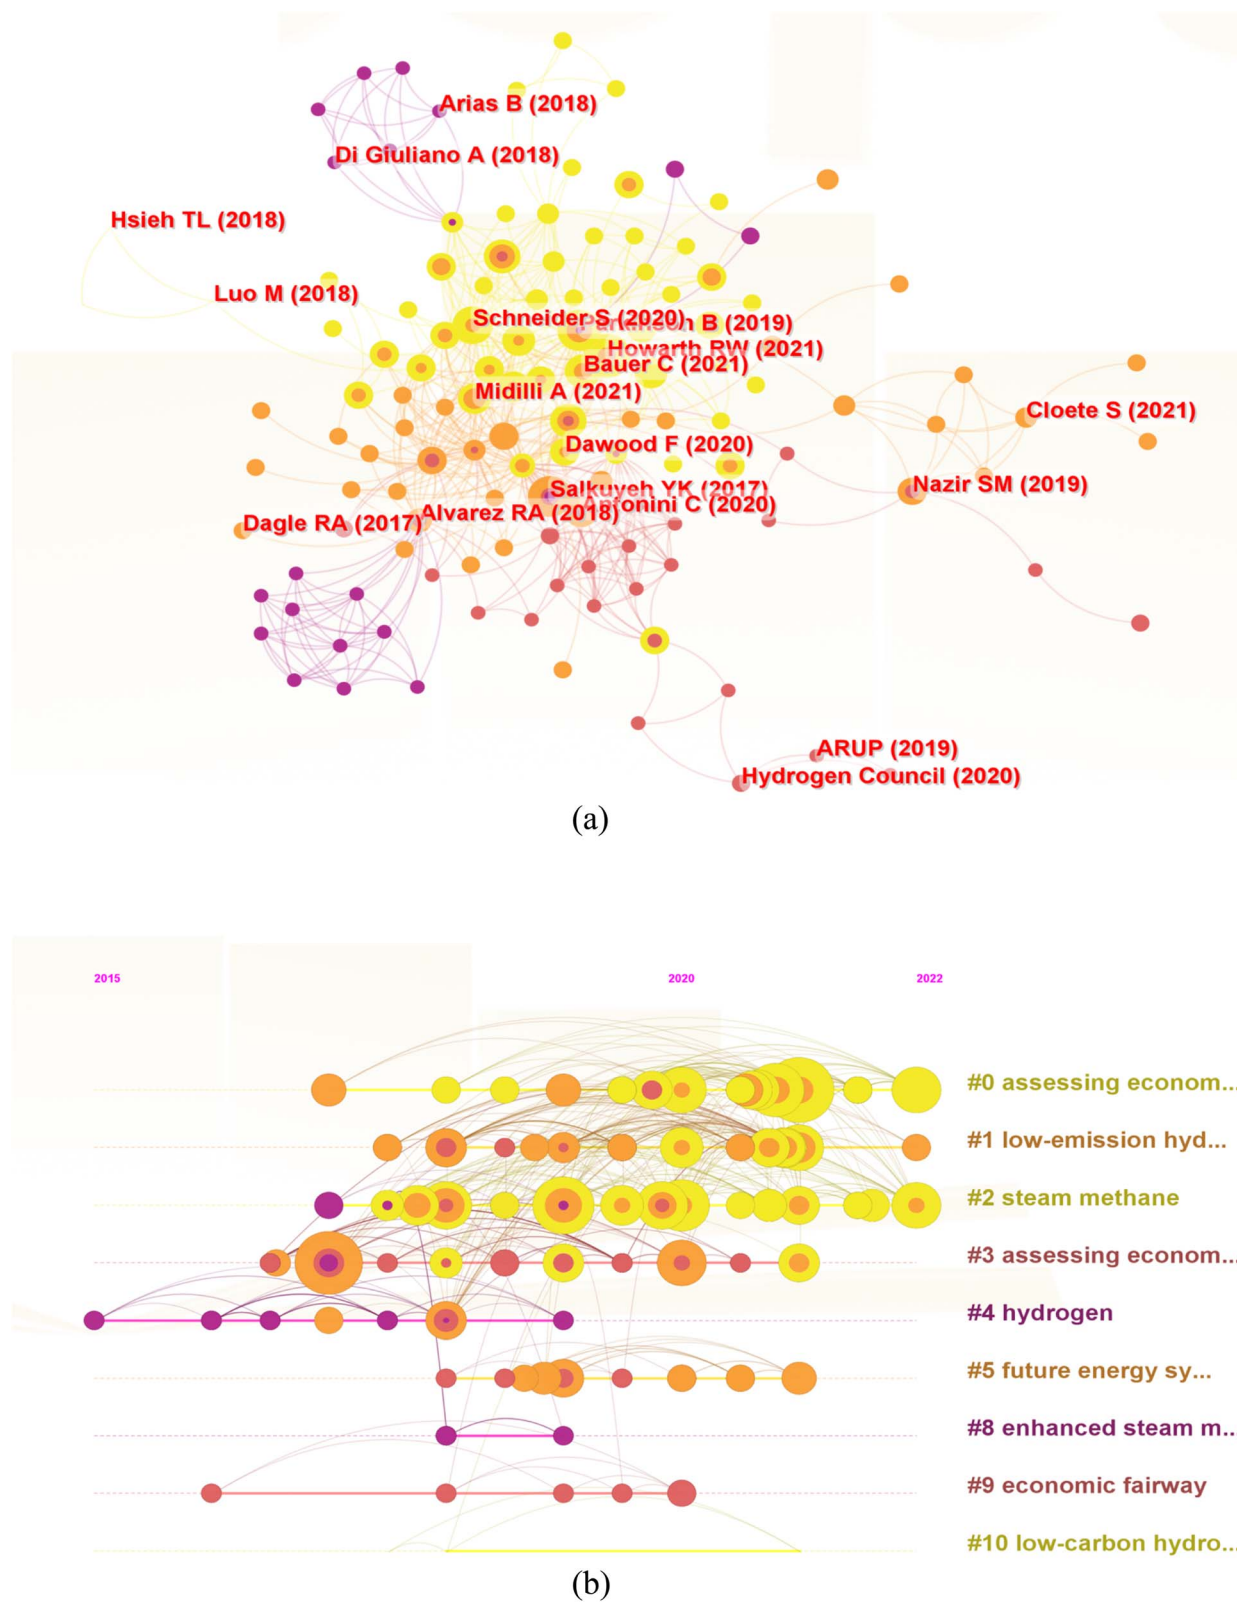 Arias B (2018)
Di Giuliano A (2018)
Hsieh TL (2018)
Luo M (2018)
Schneider S (2020)
Parkinson B (2019)
Howarth RW (2021)
Bauer C (2021)
Midilli A (2021)
Cloete S (2021)
Dawood F (2020)
Nazir SM (2019)
Salkuyeh YK (2017)
Antonini C (2020)
Alvarez RA (2018)
Dagle RA (2017)
ARUP (2019)
Hydrogen Council (2020)
(a)
2015 2020 2022
#0 assessing econom...
#1 low-emission hyd...
#2 steam methane
#3 assessing econom...
#4 hydrogen
#5 future energy sy...
#8 enhanced steam m...
#9 economic fairway
#10 low-carbon hydro...
(b)